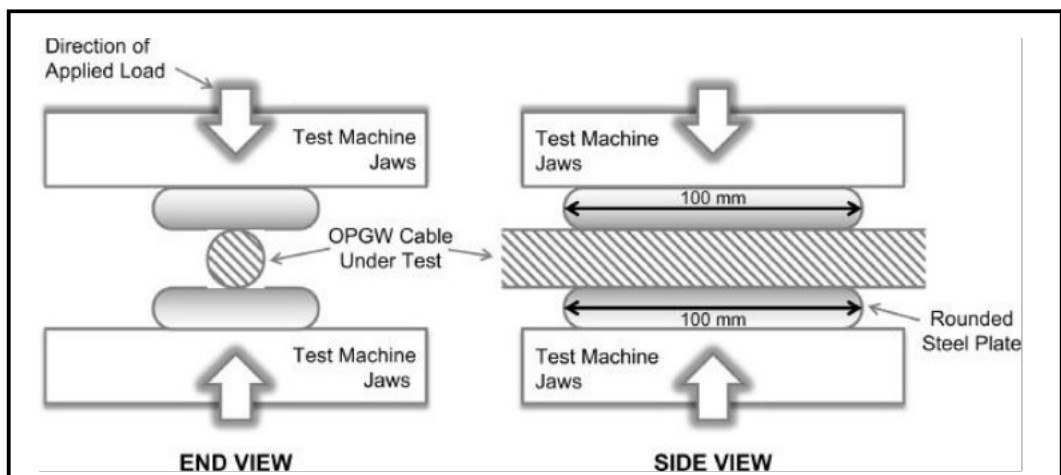 Direction of
Applied Load
Test Machine
Jaws
OPGW Cable
Under Test
Test Machine
Jaws
END VIEW
Test Machine
Jaws
100 mm
100 mm
Rounded
Steel Plate
Test Machine
Jaws
SIDE VIEW